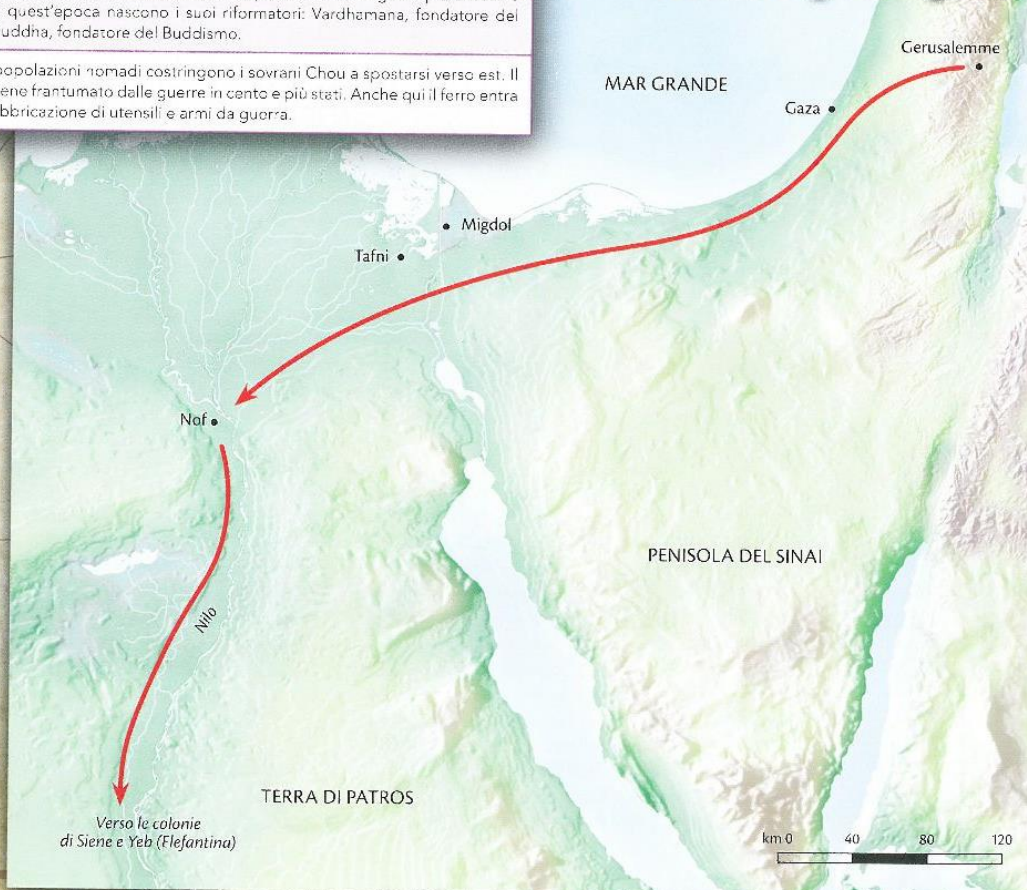 quest'epoca nascono i suoi riformatori: Vardhamana, fondatore del
uddha, fondatore del Buddismo.
popolazioni nomadi costringono i sovrani Chou a spostarsi verso est. Il
ene frantumato dalle guerre in cento e più stati. Anche qui il ferro entra
bbricazione di utensili e armi da guerra.
Gerusalemme
MAR GRANDE
Gaza
Migdol
Tafni
Nof
PENISOLA DEL SINAI
Nilo
TERRA DI PATROS
Verso le colonie
di Siene e Yeb (Elefantina)
km 0 40 80 120